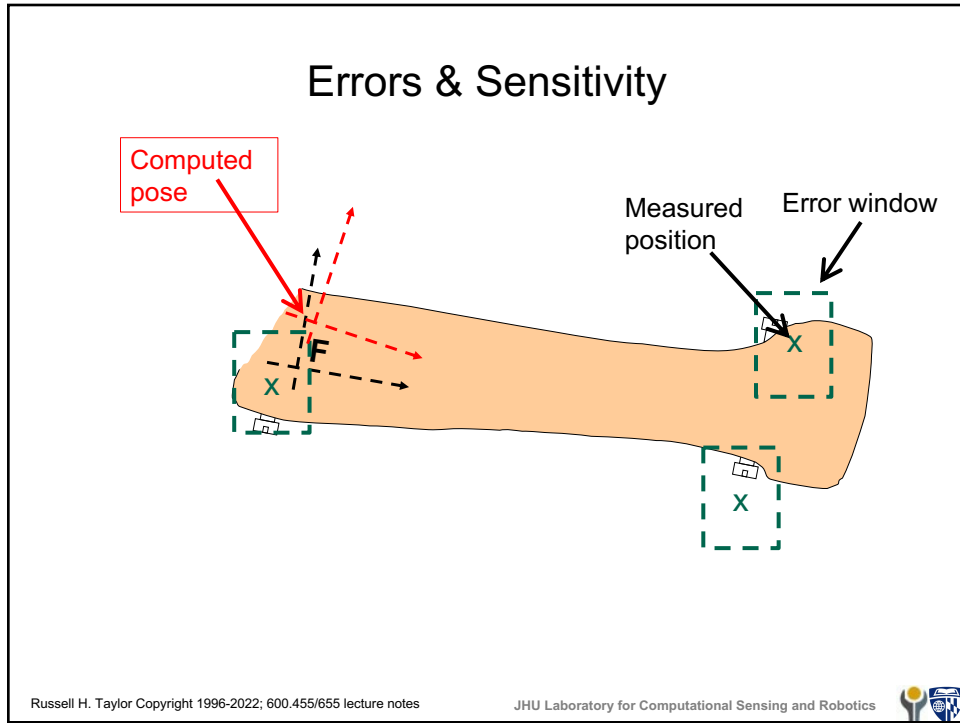 Errors & Sensitivity
Computed
pose
Measured
position
Error window
F
x
x
x
Russell H. Taylor Copyright 1996-2022; 600.455/655 lecture notes
JHU Laboratory for Computational Sensing and Robotics